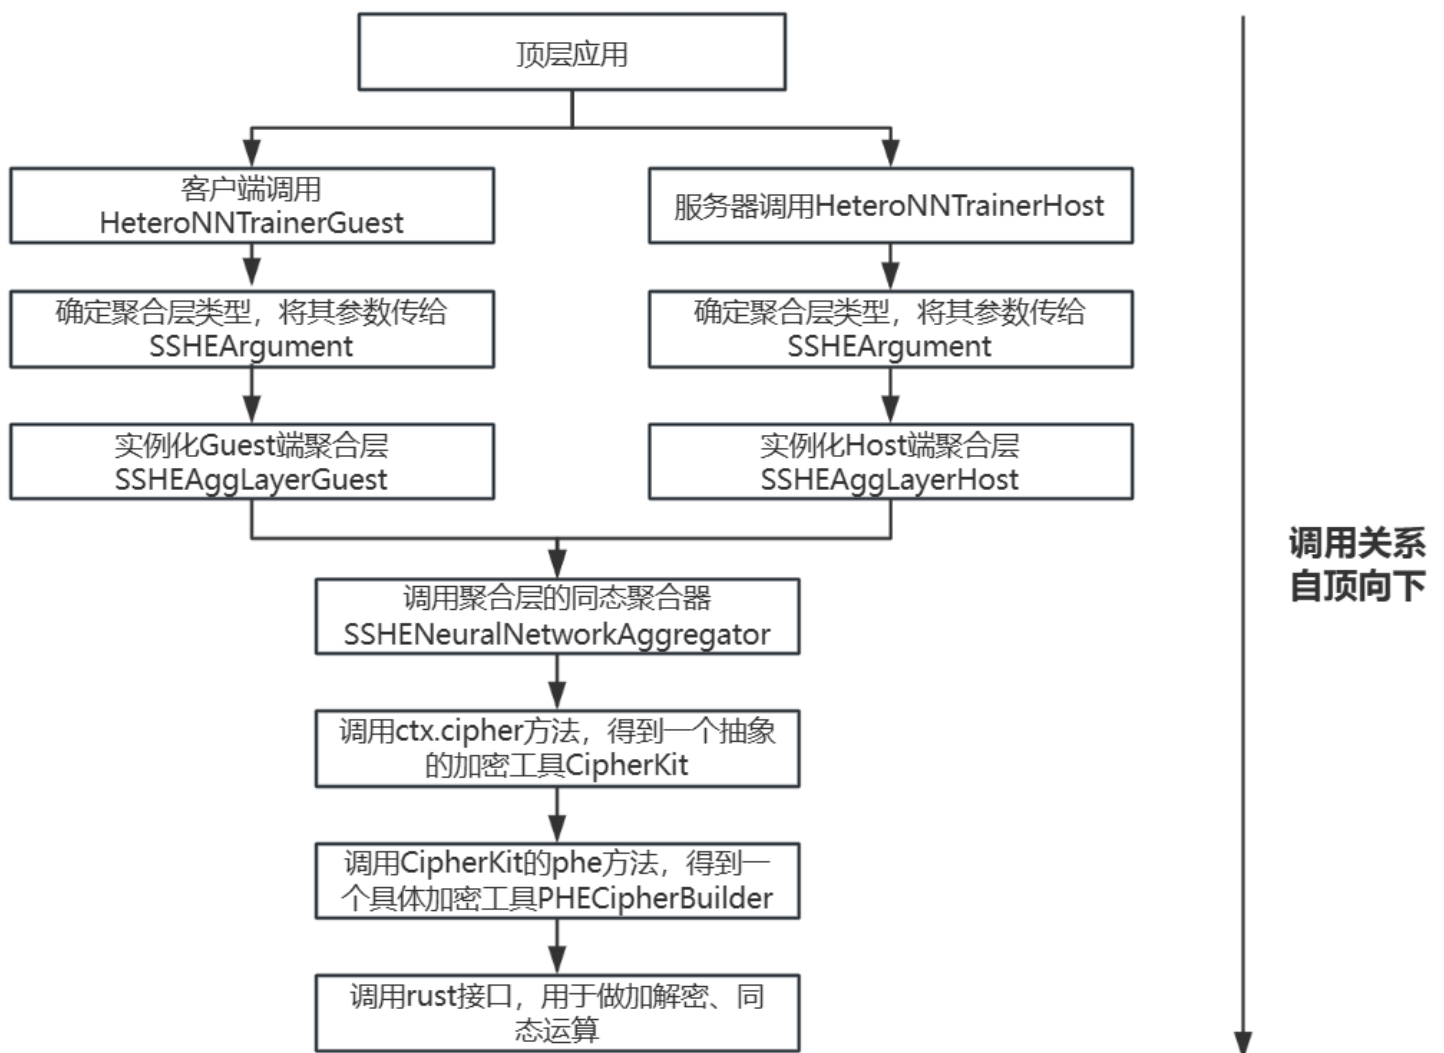 顶层应用
客户端调用
HeteroNNTrainerGuest
服务器调用HeteroNNTrainerHost
确定聚合层类型，将其参数传给
SSHEArgument
确定聚合层类型，将其参数传给
SSHEArgument
实例化Guest端聚合层
SSHEAggLayerGuest
实例化Host端聚合层
SSHEAggLayerHost
调用关系
自顶向下
调用聚合层的同态聚合器
SSHENeuralNetworkAggregator
调用ctx.cipher方法，得到一个抽象
的加密工具CipherKit
调用CipherKit的phe方法，得到一
个具体加密工具PHECipherBuilder
调用rust接口，用于做加解密、同
态运算